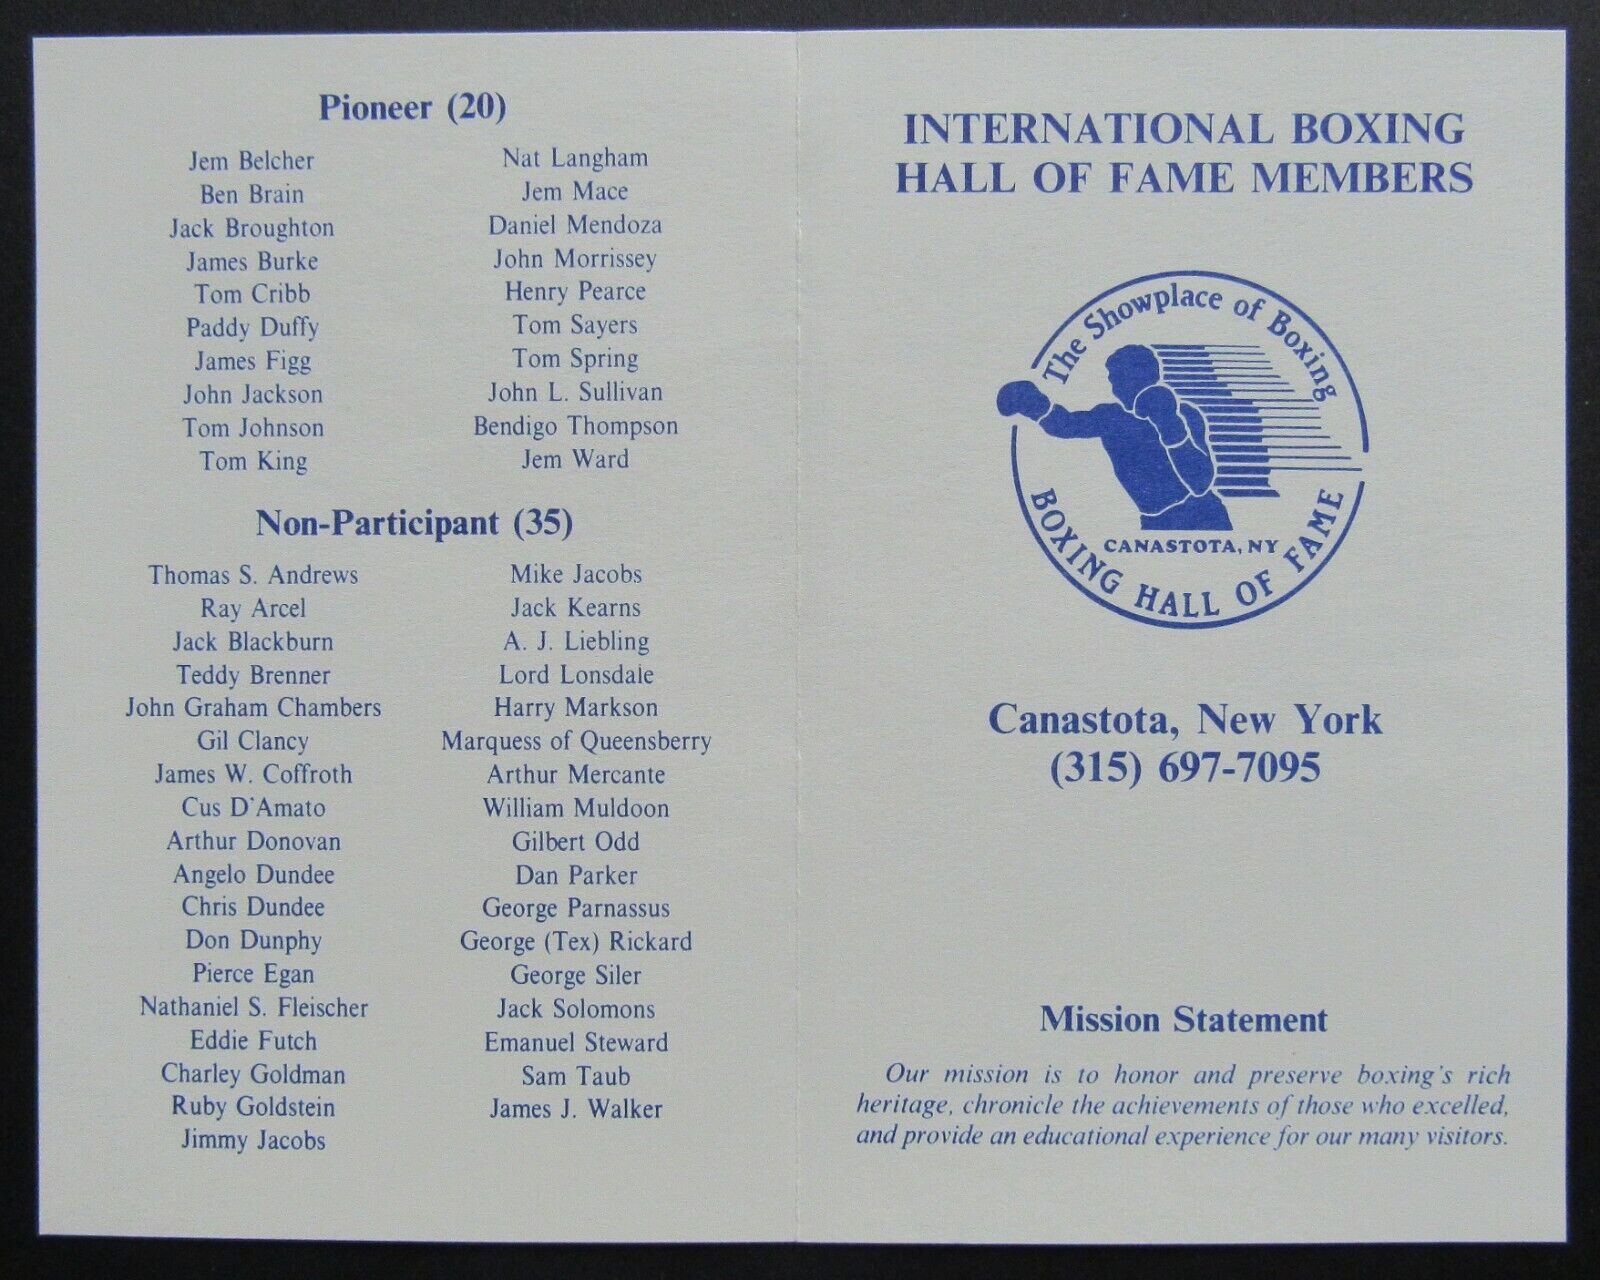 Pioneer (20)
Jem Belcher
Ben Brain
Jack Broughton
James Burke
Tom Cribb
Paddy Duffy
James Figg
John Jackson
Tom Johnson
Tom King
Nat Langham
Jem Mace
Daniel Mendoza
John Morrissey
Henry Pearce
Tom Sayers
Tom Spring
John L. Sullivan
Bendigo Thompson
Jem Ward
Non-Participant (35)
Thomas S. Andrews
Ray Arcel
Jack Blackburn
Teddy Brenner
John Graham Chambers
Gil Clancy
James W. Coffroth
Cus D'Amato
Arthur Donovan
Angelo Dundee
Chris Dundee
Don Dunphy
Pierce Egan
Nathaniel S. Fleischer
Eddie Futch
Charley Goldman
Ruby Goldstein
Jimmy Jacobs
Mike Jacobs
Jack Kearns
A. J. Liebling
Lord Lonsdale
Harry Markson
Marquess of Queensberry
Arthur Mercante
William Muldoon
Gilbert Odd
Dan Parker
George Parnassus
George (Tex) Rickard
George Siler
Jack Solomons
Emanuel Steward
Sam Taub
James J. Walker
INTERNATIONAL BOXING
HALL OF FAME MEMBERS
The Showplace of Boxing
CANASTOTA, NY
BOXING HALL OF FAME
Canastota, New York
(315) 697-7095
Mission Statement
Our mission is to honor and preserve boxing's rich
heritage, chronicle the achievements of those who excelled,
and provide an educational experience for our many visitors.